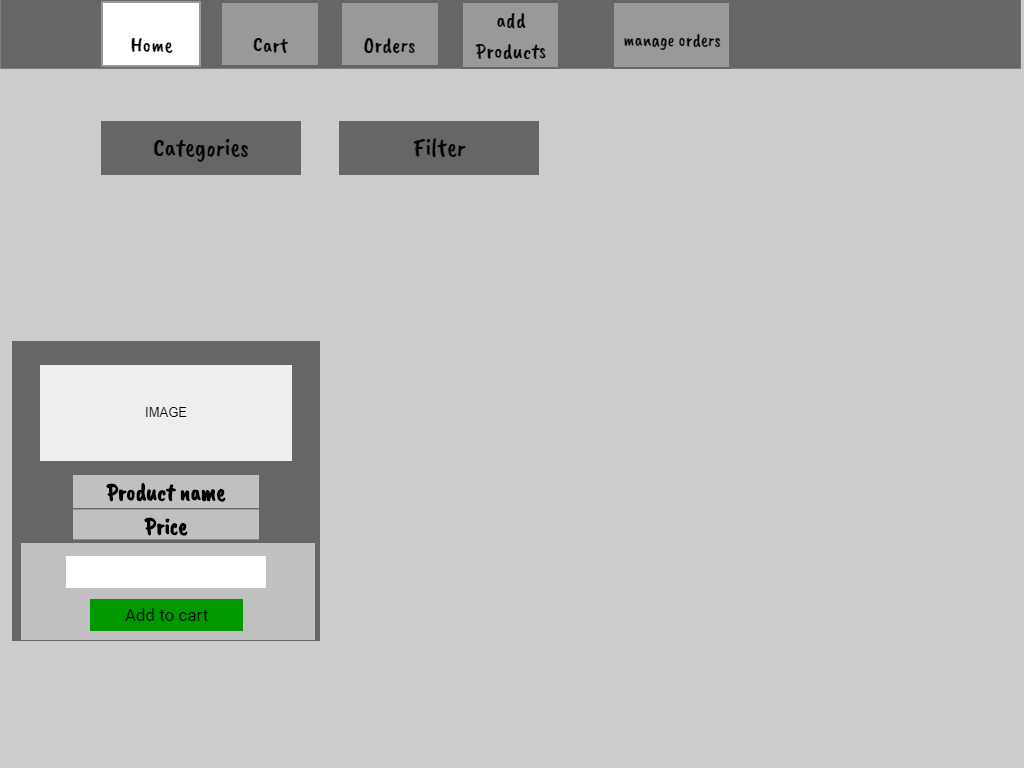 Home
Cart
Orders
add
Products
manage orders
Categories
Filter
IMAGE
Product name
Price
Add to cart